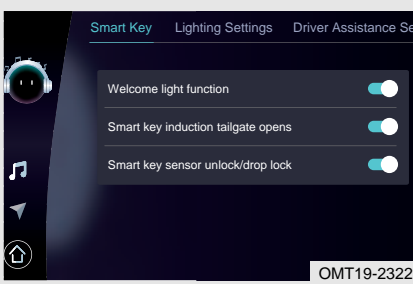 Smart Key Lighting Settings Driver Assistance Se
Welcome light function
Smart key induction tailgate opens
Smart key sensor unlock/drop lock
OMT19-2322